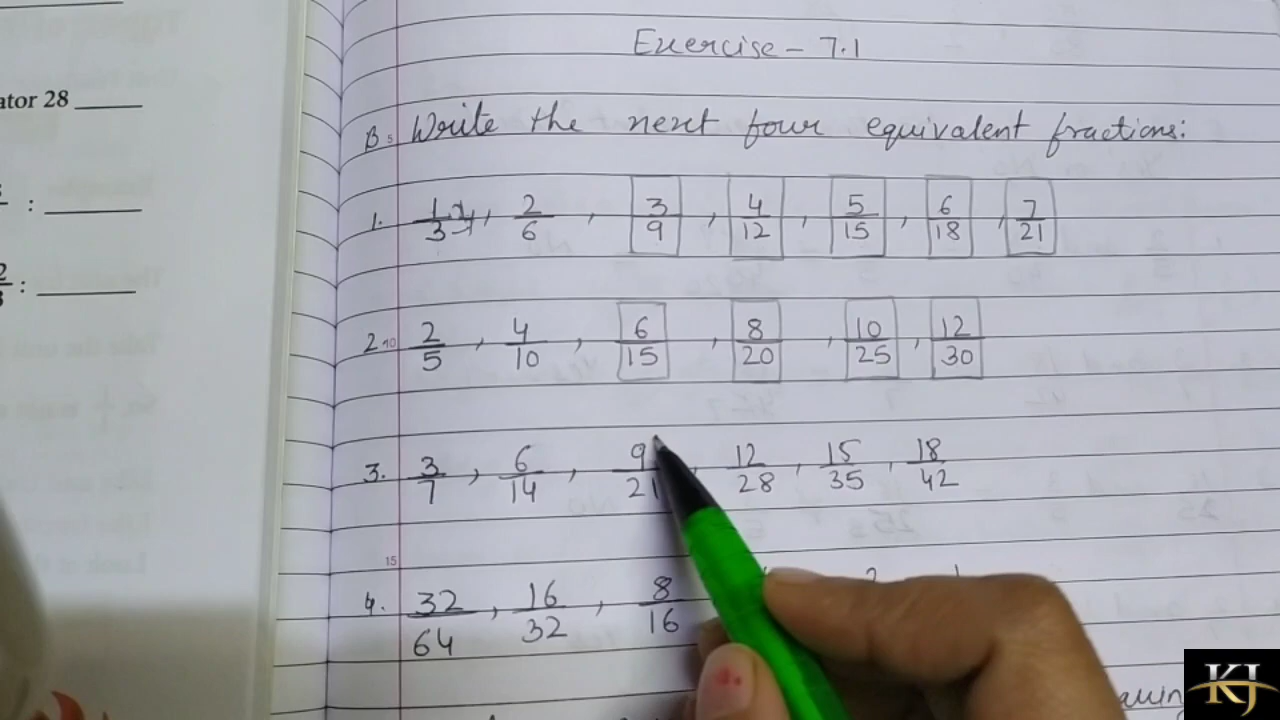 ator 28 ____
Exercise - 7.1
B. Write the next four equivalent fractions:
1. 1/3, 2/6, 3/9, 4/12, 5/15, 6/18, 7/21
2. 2/5, 4/10, 6/15, 8/20, 10/25, 12/30
3. 3/7, 6/14, 9/21, 12/28, 15/35, 18/42
4. 32/64, 16/32, 8/16
KJ